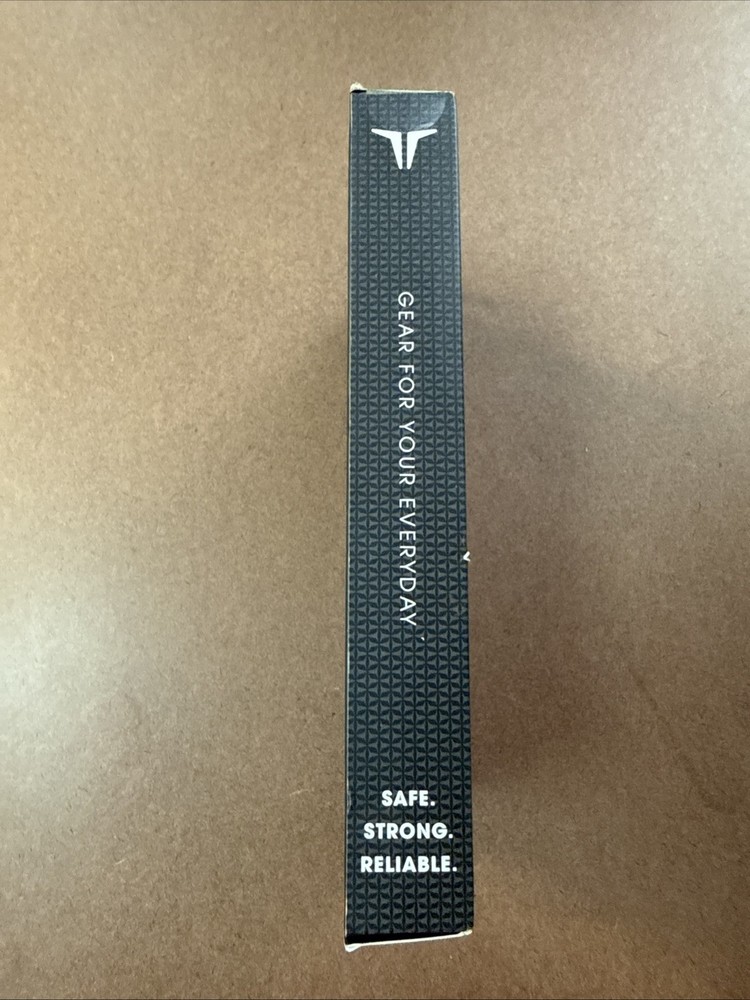 GEAR FOR YOUR EVERYDAY
SAFE.
STRONG.
RELIABLE.